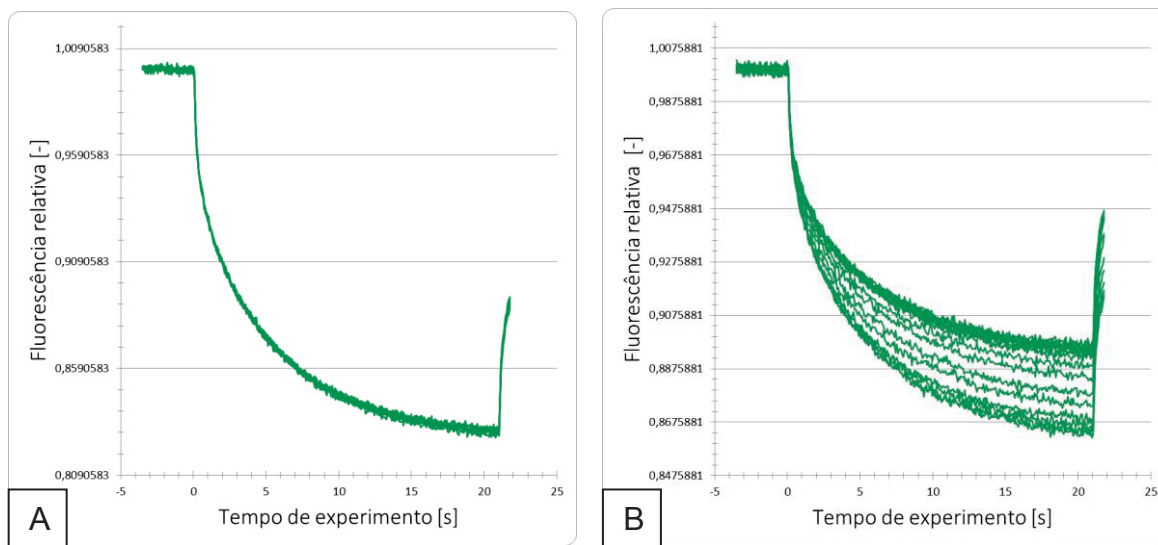 1,0090583
0,9590583
0,9090583
0,8590583
0,8090583
Fluorescência relativa [-]
-5 0 5 10 15 20 25
Tempo de experimento [s]
A
1,0075881
0,9875881
0,9675881
0,9475881
0,9275881
0,9075881
0,8875881
0,8675881
0,8475881
Fluorescência relativa [-]
-5 0 5 10 15 20 25
Tempo de experimento [s]
B